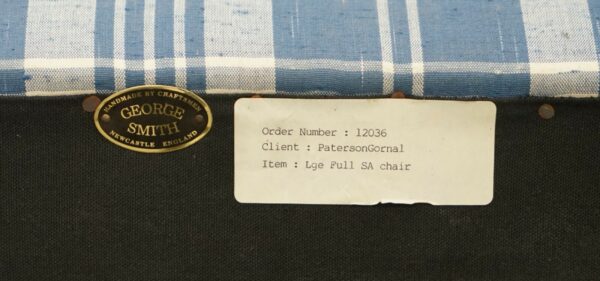 HANDMADE BY CRAFTSMEN
GEORGE
SMITH
NEWCASTLE ENGLAND
Order Number : 12036
Client : PatersonGornal
Item : Lge Full SA chair